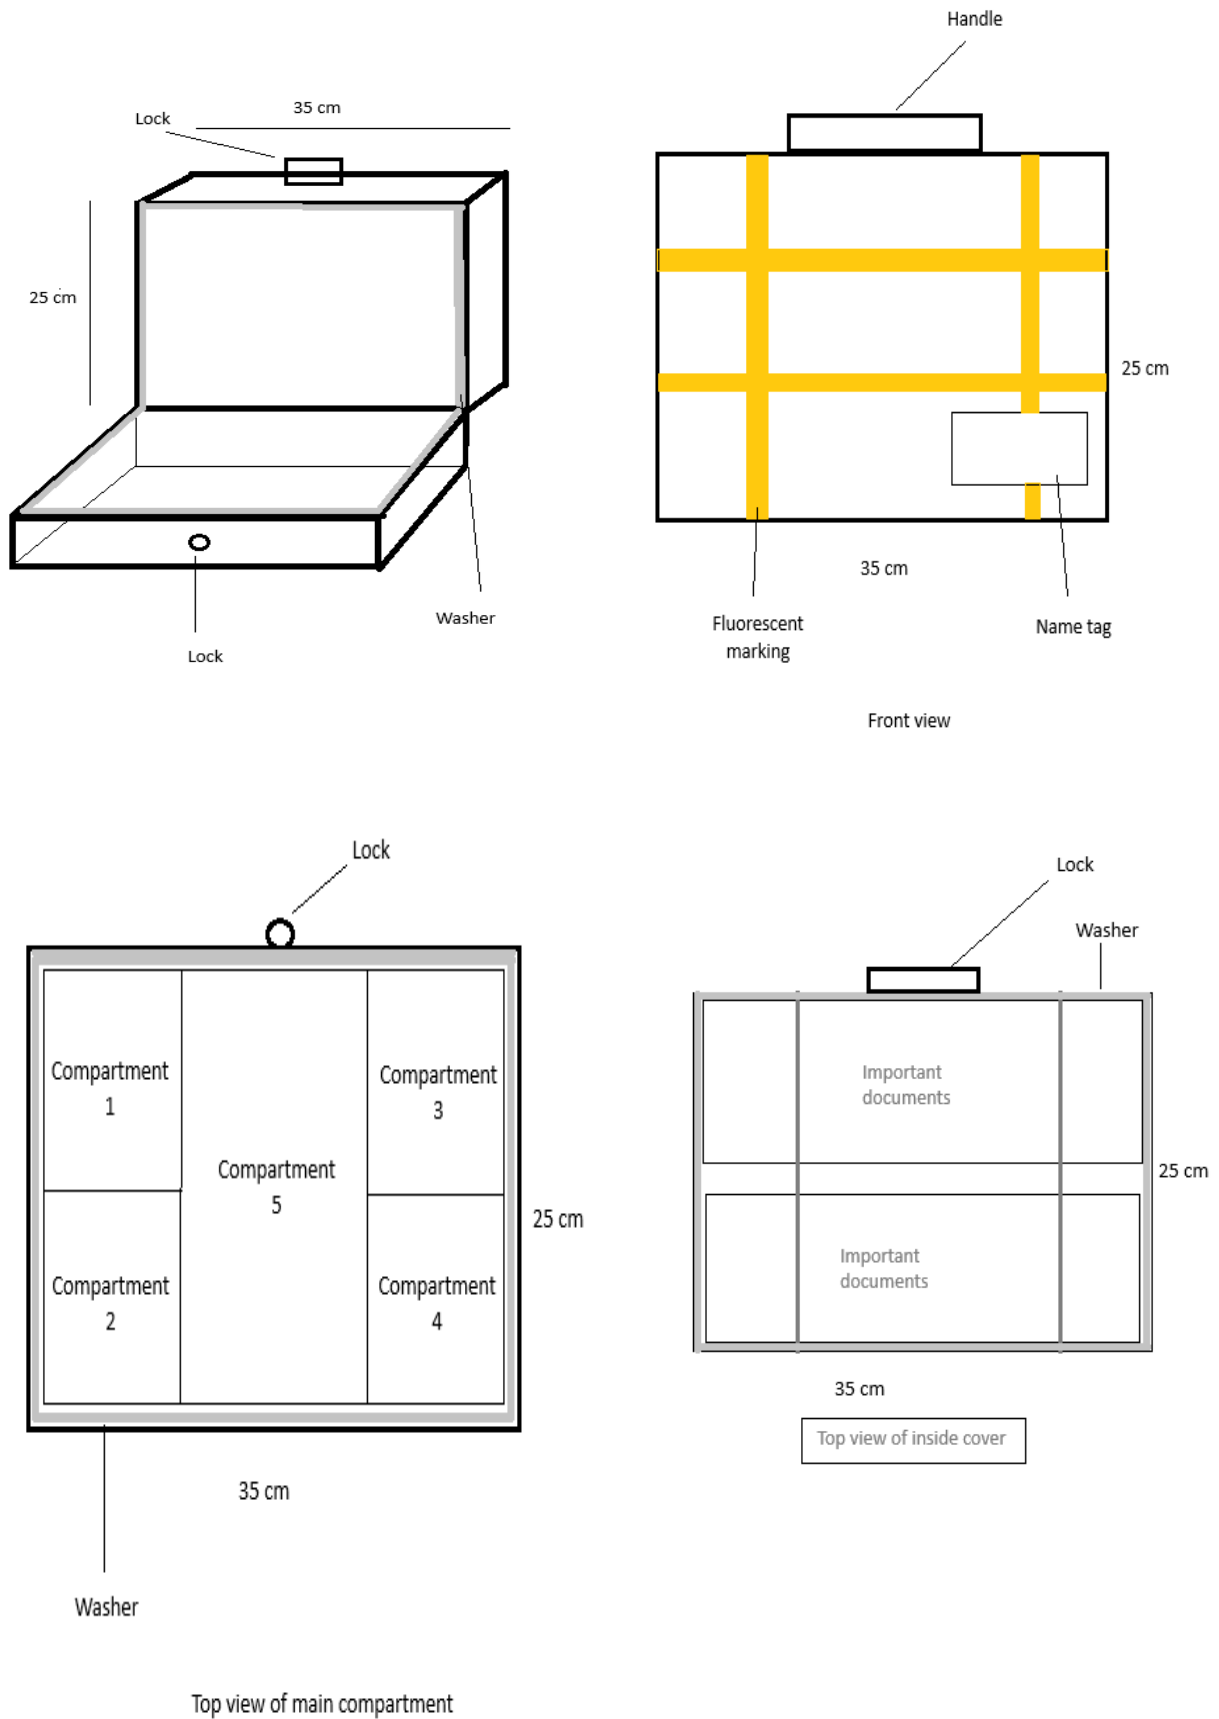 35 cm
Lock
25 cm
Washer
Lock
Handle
25 cm
35 cm
Fluorescent
marking
Name tag
Front view
Lock
Compartment
1
Compartment
3
Compartment
5
Compartment
2
Compartment
4
25 cm
35 cm
Washer
Top view of main compartment
Lock
Washer
Important
documents
25 cm
Important
documents
35 cm
Top view of inside cover